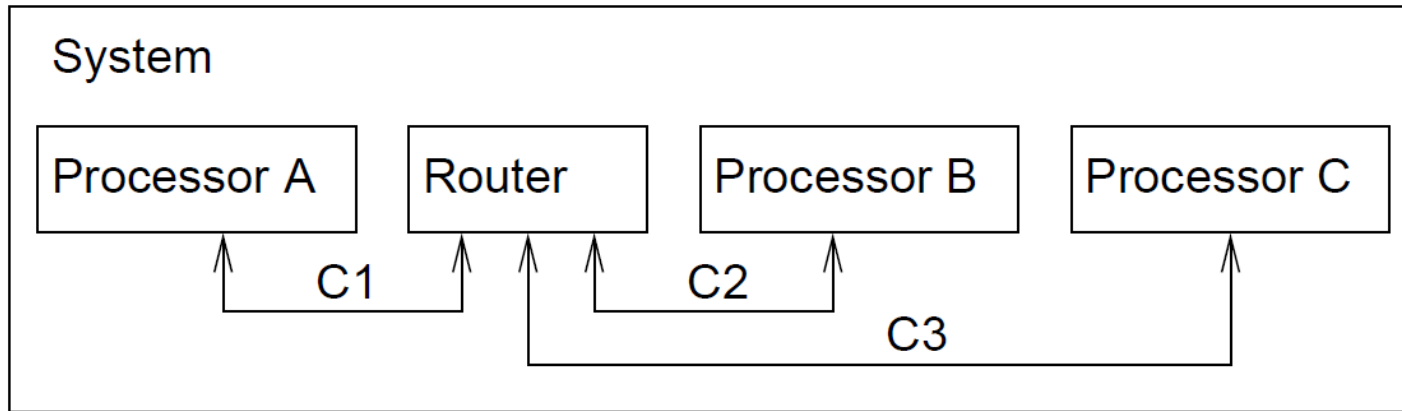 System
Processor A
Router
Processor B
Processor C
C1
C2
C3